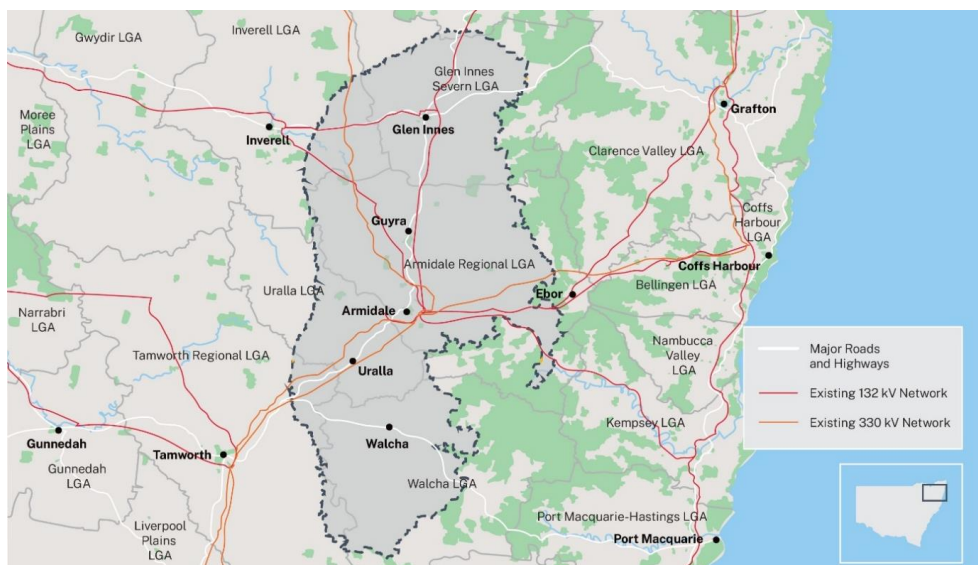 Gwydir LGA
Inverell LGA
Glen Innes
Severn LGA
Moree
Plains
LGA
Inverell
Glen Innes
Grafton
Clarence Valley LGA
Guyra
Coffs
Harbour
LGA
Armidale Regional LGA
Coffs Harbour
Uralla LGA
Ebor
Bellingen LGA
Narrabri
LGA
Armidale
Tamworth Regional LGA
Nambucca
Valley
LGA
Uralla
Major Roads
and Highways
Existing 132 kV Network
Existing 330 kV Network
Gunnedah
Tamworth
Walcha
Kempsey LGA
Gunnedah
LGA
Walcha LGA
Liverpool
Plains
LGA
Port Macquarie-Hastings LGA
Port Macquarie